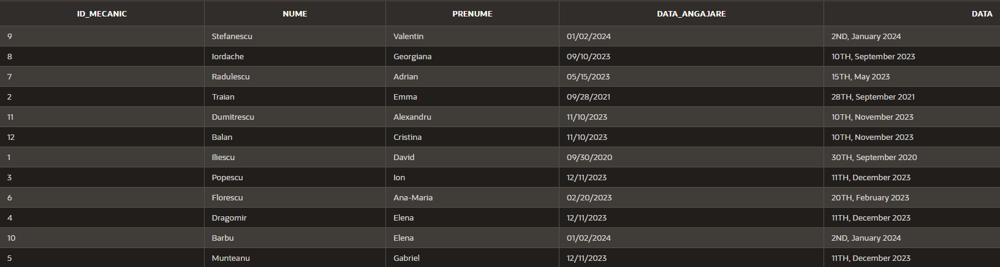 ID_MECANIC NUME PRENUME DATA_ANGAJARE DATA
9 Stefanescu Valentin 01/02/2024 2ND, January 2024
8 Iordache Georgiana 09/10/2023 10TH, September 2023
7 Radulescu Adrian 05/15/2023 15TH, May 2023
2 Traian Emma 09/28/2021 28TH, September 2021
11 Dumitrescu Alexandru 11/10/2023 10TH, November 2023
12 Balan Cristina 11/10/2023 10TH, November 2023
1 Iliescu David 09/30/2020 30TH, September 2020
3 Popescu Ion 12/11/2023 11TH, December 2023
6 Florescu Ana-Maria 02/20/2023 20TH, February 2023
4 Dragomir Elena 12/11/2023 11TH, December 2023
10 Barbu Elena 01/02/2024 2ND, January 2024
5 Munteanu Gabriel 12/11/2023 11TH, December 2023